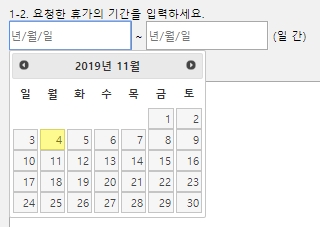 1-2. 요청한 휴가의 기간을 입력하세요.
년/월/일 ~ 년/월/일 (일 간)
2019년 11월
일 월 화 수 목 금 토
1 2
3 4 5 6 7 8 9
10 11 12 13 14 15 16
17 18 19 20 21 22 23
24 25 26 27 28 29 30